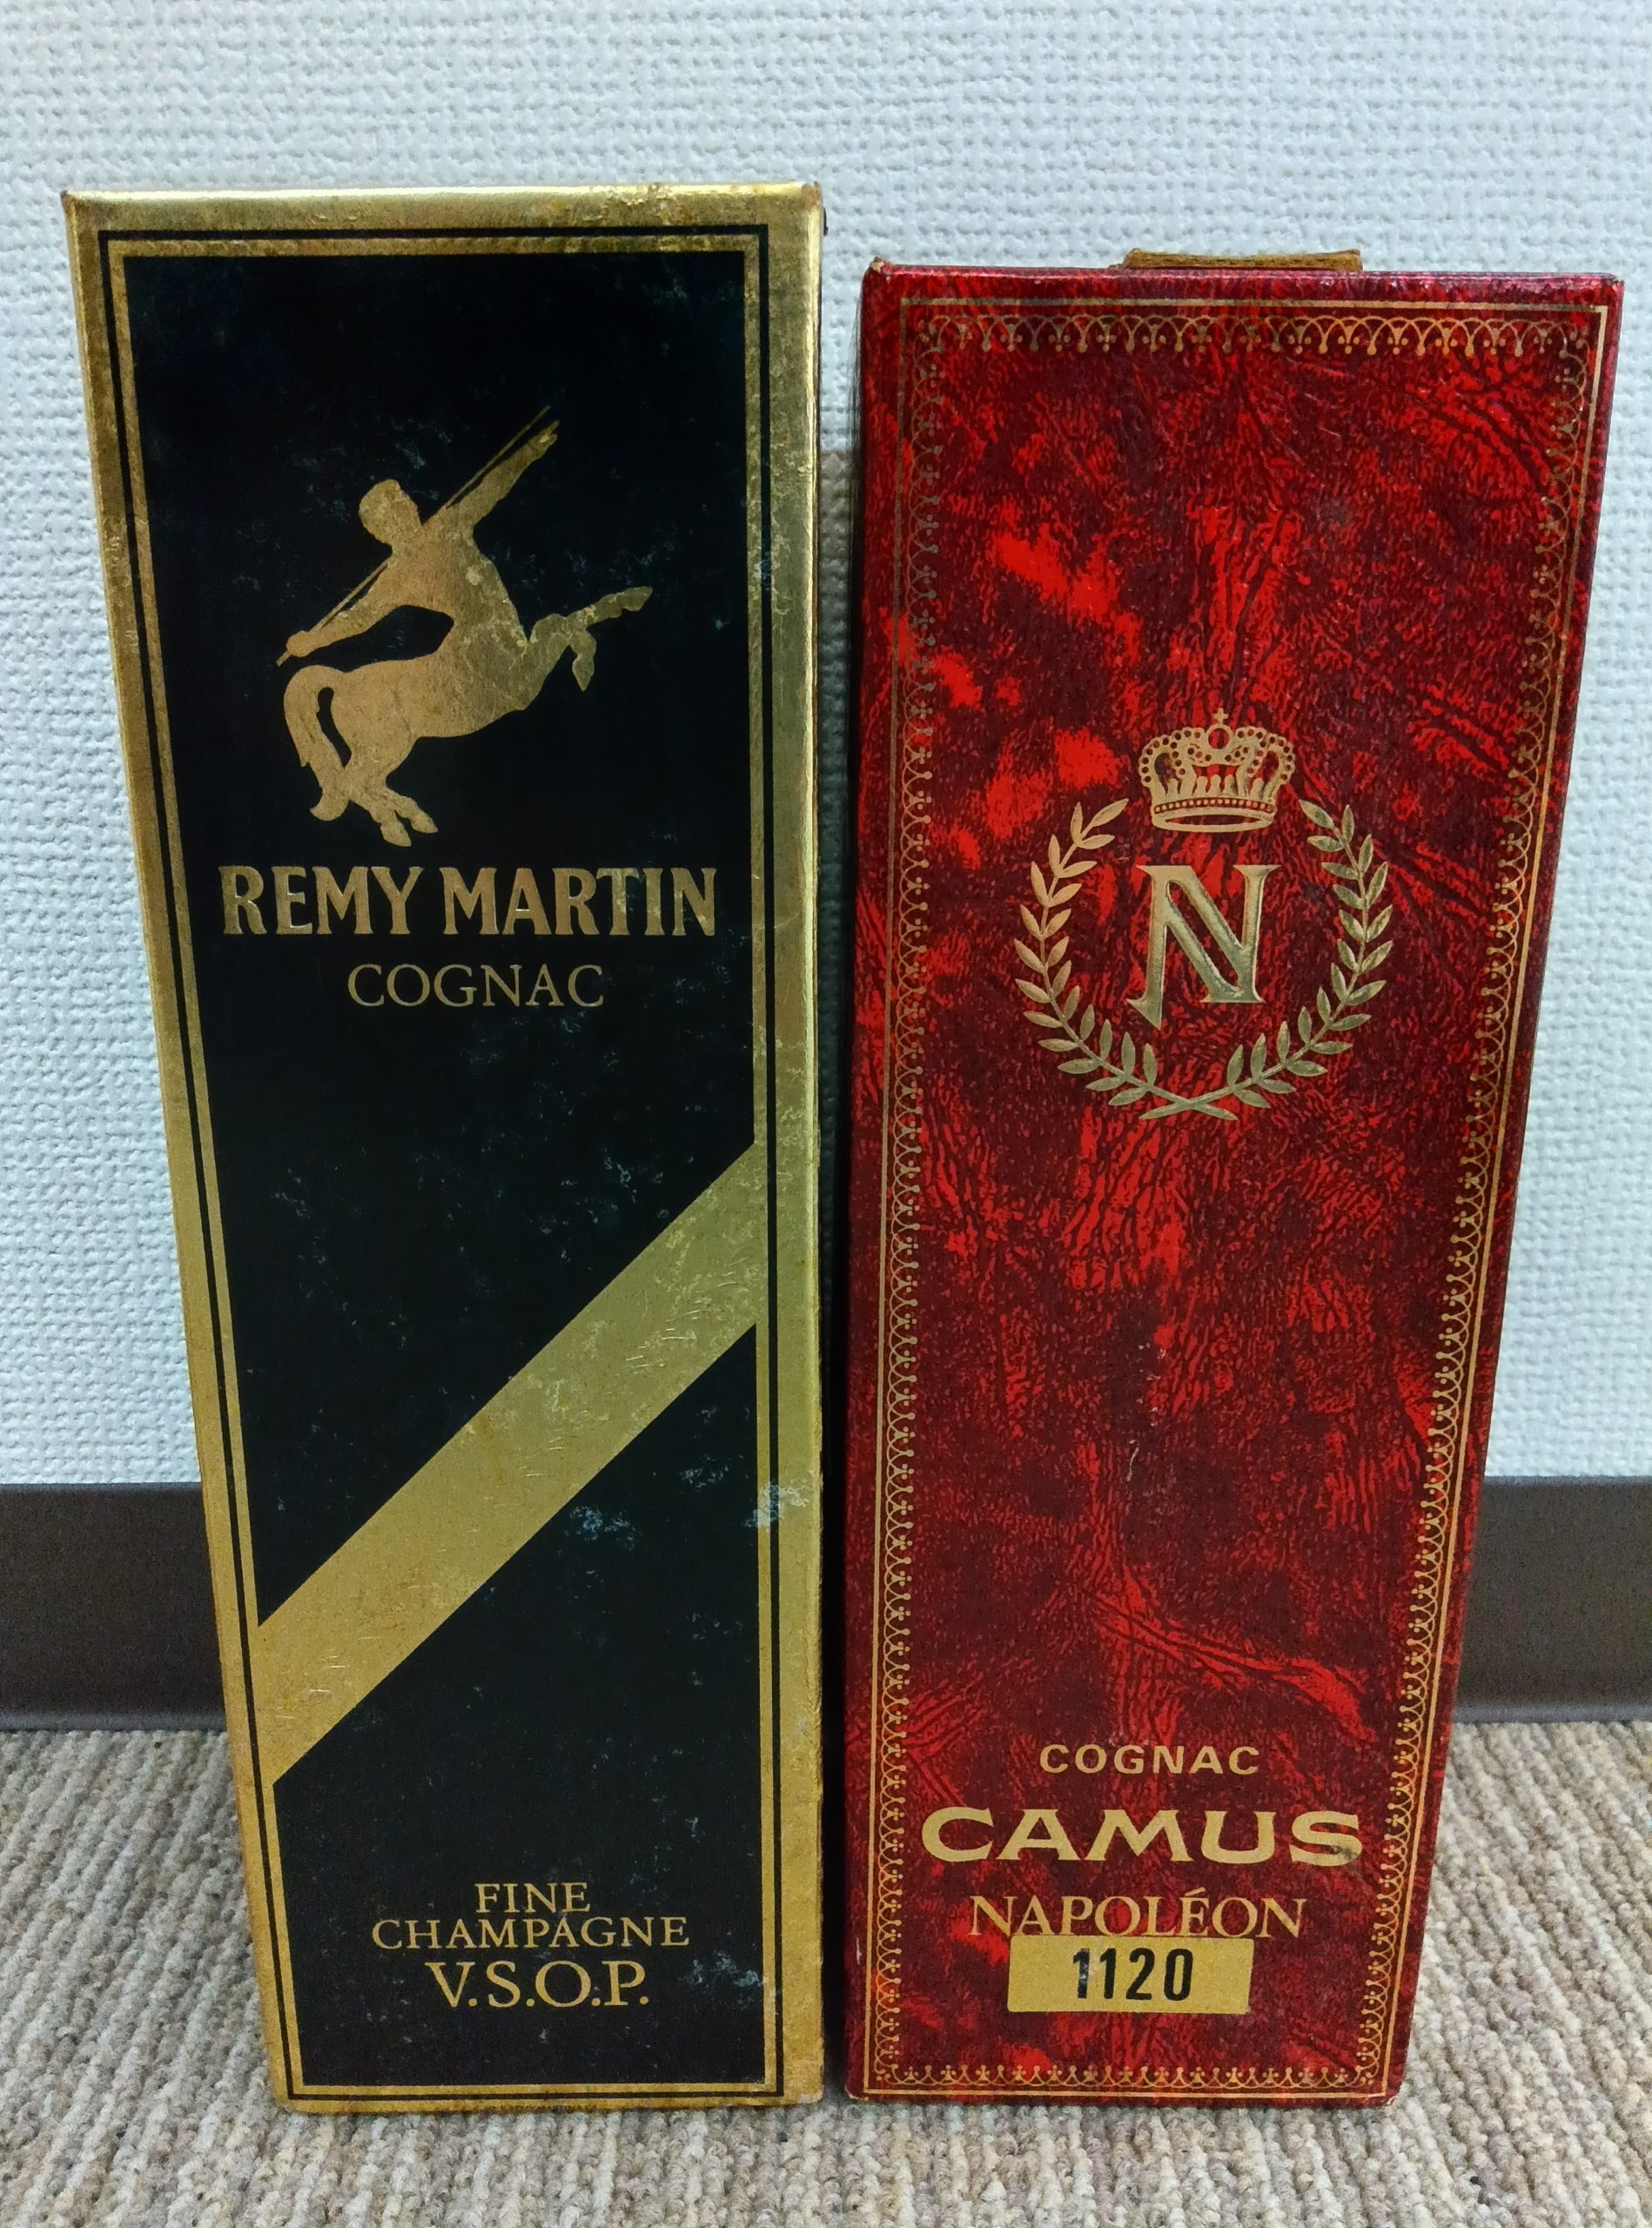 REMY MARTIN
COGNAC
FINE
CHAMPAGNE
V.S.O.P.
N
COGNAC
CAMUS
NAPOLÉON
1120